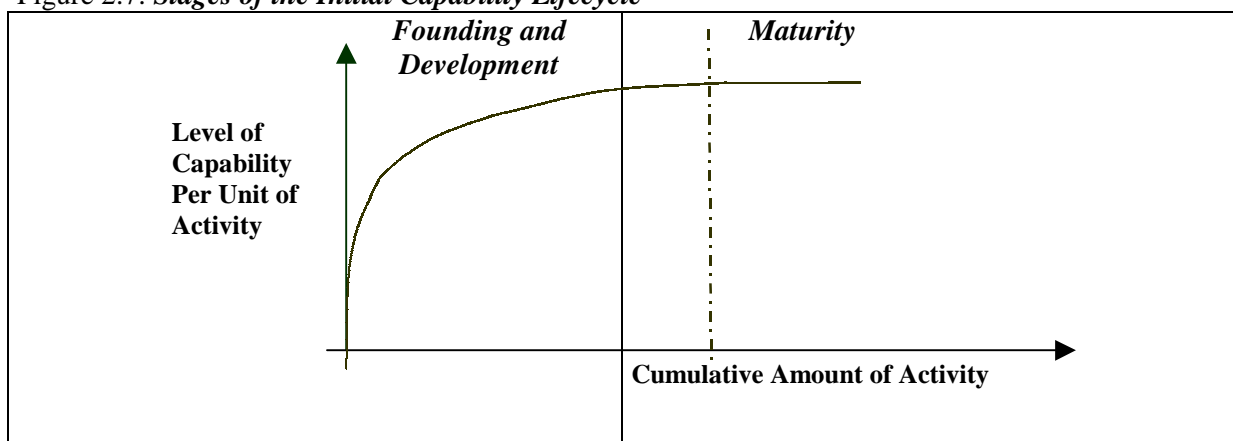 Figure 2.7. Stages of the Initial Capability Lifecycle
Founding and
Development
Maturity
Level of
Capability
Per Unit of
Activity
Cumulative Amount of Activity